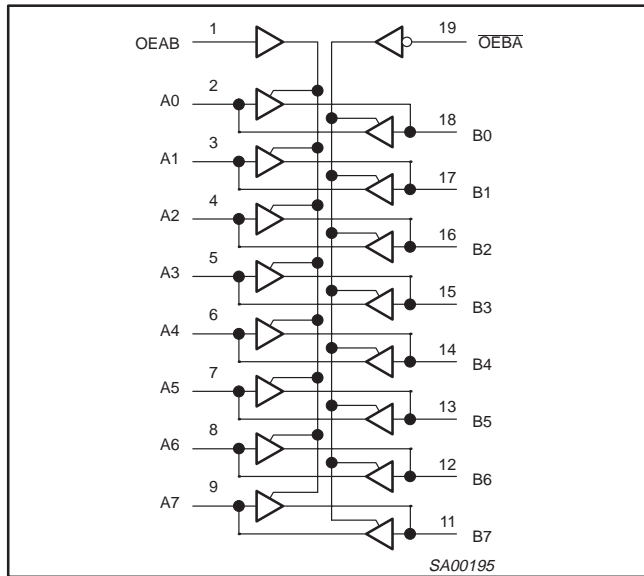 OEAB 1 19 O̅E̅B̅A̅
A0 2
18 B0
A1 3
17 B1
A2 4
16 B2
A3 5
15 B3
A4 6
14 B4
A5 7
13 B5
A6 8
12 B6
A7 9
11 B7
SA00195